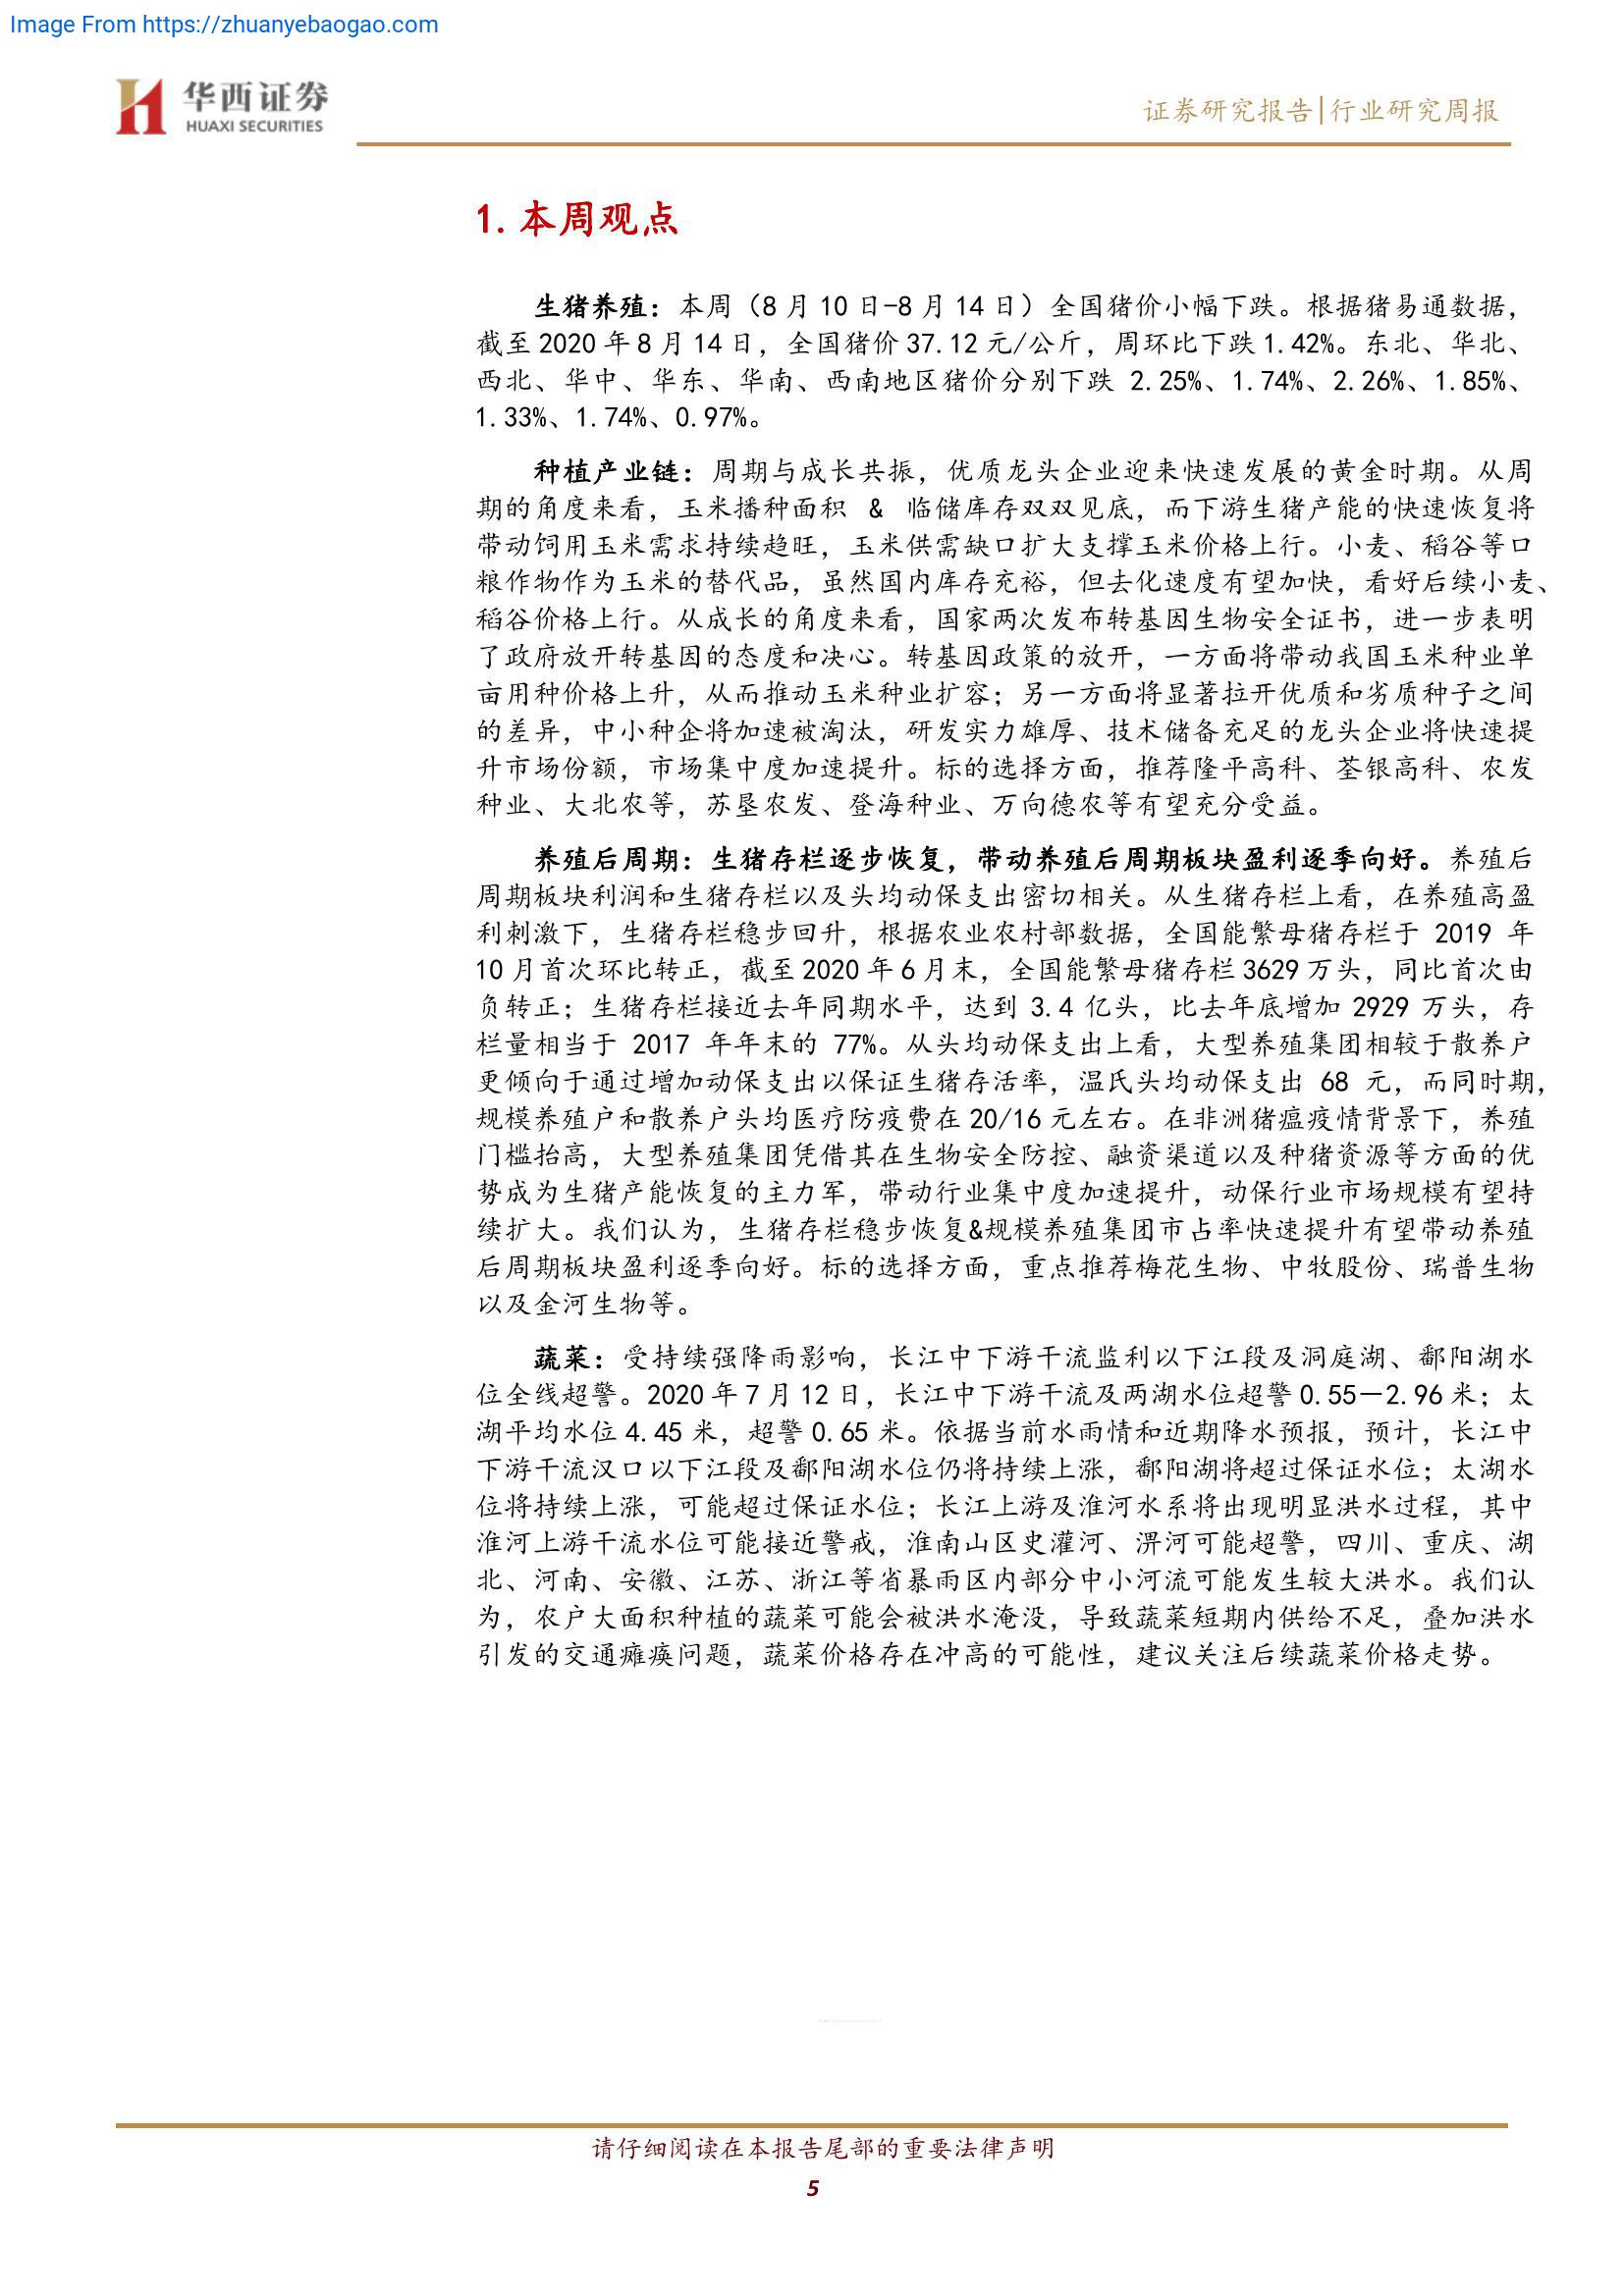 Image From https://zhuanyebaogao.com
华西证券
HUAXI SECURITIES
证券研究报告|行业研究周报
1. 本周观点
生猪养殖：本周（8 月 10 日-8 月 14 日）全国猪价小幅下跌。根据猪易通数据，
截至 2020 年 8 月 14 日，全国猪价 37.12 元/公斤，周环比下跌 1.42%。东北、华北、
西北、华中、华东、华南、西南地区猪价分别下跌 2.25%、1.74%、2.26%、1.85%、
1.33%、1.74%、0.97%。
种植产业链：周期与成长共振，优质龙头企业迎来快速发展的黄金时期。从周
期的角度来看，玉米播种面积 & 临储库存双双见底，而下游生猪产能的快速恢复将
带动饲用玉米需求持续趋旺，玉米供需缺口扩大支撑玉米价格上行。小麦、稻谷等口
粮作物作为玉米的替代品，虽然国内库存充裕，但去化速度有望加快，看好后续小麦、
稻谷价格上行。从成长的角度来看，国家两次发布转基因生物安全证书，进一步表明
了政府放开转基因的态度和决心。转基因政策的放开，一方面将带动我国玉米种业单
亩用种价格上升，从而推动玉米种业扩容；另一方面将显著拉开优质和劣质种子之间
的差异，中小种企将加速被淘汰，研发实力雄厚、技术储备充足的龙头企业将快速提
升市场份额，市场集中度加速提升。标的选择方面，推荐隆平高科、荃银高科、农发
种业、大北农等，苏垦农发、登海种业、万向德农等有望充分受益。
养殖后周期：生猪存栏逐步恢复，带动养殖后周期板块盈利逐季向好。养殖后
周期板块利润和生猪存栏以及头均动保支出密切相关。从生猪存栏上看，在养殖高盈
利刺激下，生猪存栏稳步回升，根据农业农村部数据，全国能繁母猪存栏于 2019 年
10 月首次环比转正，截至 2020 年 6 月末，全国能繁母猪存栏 3629 万头，同比首次由
负转正；生猪存栏接近去年同期水平，达到 3.4 亿头，比去年底增加 2929 万头，存
栏量相当于 2017 年年末的 77%。从头均动保支出上看，大型养殖集团相较于散养户
更倾向于通过增加动保支出以保证生猪存活率，温氏头均动保支出 68 元，而同时期，
规模养殖户和散养户头均医疗防疫费在 20/16 元左右。在非洲猪瘟疫情背景下，养殖
门槛抬高，大型养殖集团凭借其在生物安全防控、融资渠道以及种猪资源等方面的优
势成为生猪产能恢复的主力军，带动行业集中度加速提升，动保行业市场规模有望持
续扩大。我们认为，生猪存栏稳步恢复&规模养殖集团市占率快速提升有望带动养殖
后周期板块盈利逐季向好。标的选择方面，重点推荐梅花生物、中牧股份、瑞普生物
以及金河生物等。
蔬菜：受持续强降雨影响，长江中下游干流监利以下江段及洞庭湖、鄱阳湖水
位全线超警。2020 年 7 月 12 日，长江中下游干流及两湖水位超警 0.55—2.96 米；太
湖平均水位 4.45 米，超警 0.65 米。依据当前水雨情和近期降水预报，预计，长江中
下游干流汉口以下江段及鄱阳湖水位仍将持续上涨，鄱阳湖将超过保证水位；太湖水
位将持续上涨，可能超过保证水位；长江上游及淮河水系将出现明显洪水过程，其中
淮河上游干流水位可能接近警戒，淮南山区史灌河、淠河可能超警，四川、重庆、湖
北、河南、安徽、江苏、浙江等省暴雨区内部分中小河流可能发生较大洪水。我们认
为，农户大面积种植的蔬菜可能会被洪水淹没，导致蔬菜短期内供给不足，叠加洪水
引发的交通瘫痪问题，蔬菜价格存在冲高的可能性，建议关注后续蔬菜价格走势。
请仔细阅读在本报告尾部的重要法律声明
5